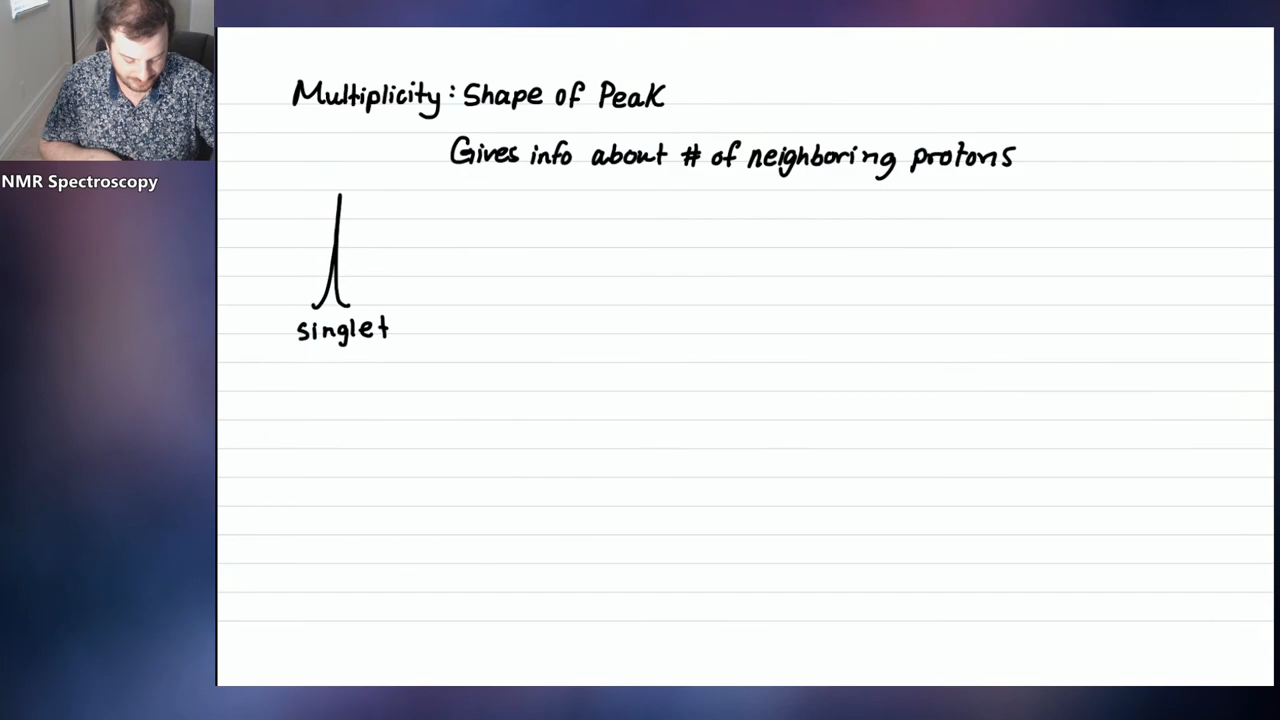 Multiplicity: Shape of Peak
Gives info about # of neighboring protons
NMR Spectroscopy
singlet